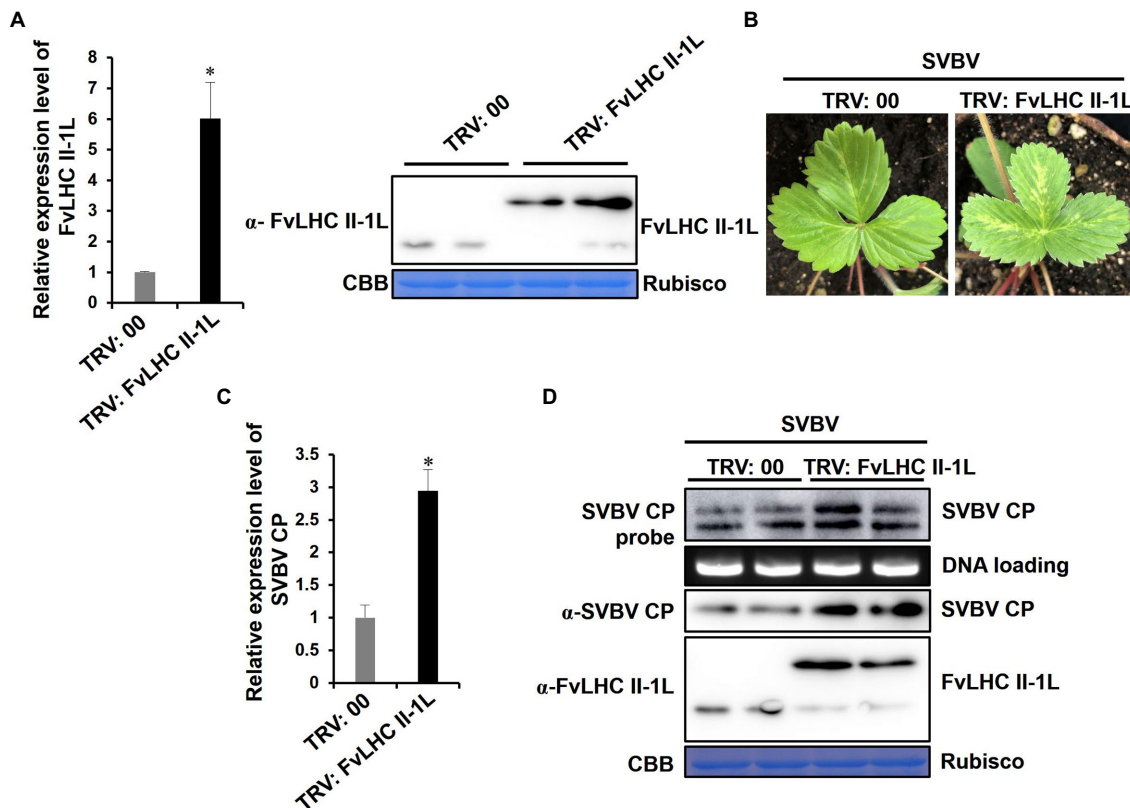 A
Relative expression level of
FvLHC II-1L
8
7
6
5
4
3
2
1
0
*
TRV: 00
TRV: FvLHC II-1L
TRV: 00
TRV: FvLHC II-1L
α- FvLHC II-1L
FvLHC II-1L
CBB
Rubisco
B
SVBV
TRV: 00
TRV: FvLHC II-1L
C
Relative expression level of
SVBV CP
3.5
3
2.5
2
1.5
1
0.5
0
*
TRV: 00
TRV: FvLHC II-1L
D
SVBV
TRV: 00
TRV: FvLHC II-1L
SVBV CP
probe
SVBV CP
DNA loading
α-SVBV CP
SVBV CP
α-FvLHC II-1L
FvLHC II-1L
CBB
Rubisco